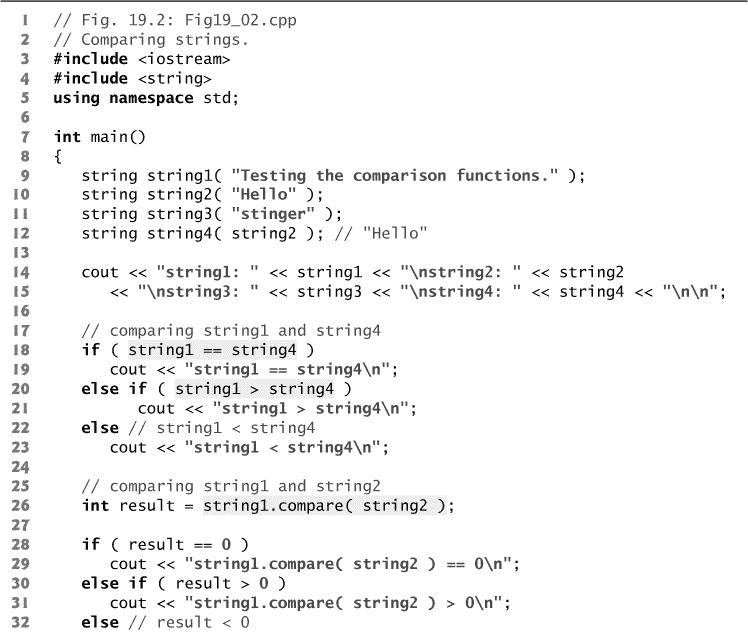 1 // Fig. 19.2: Fig19_02.cpp
2 // Comparing strings.
3 #include <iostream>
4 #include <string>
5 using namespace std;
6
7 int main()
8 {
9 string string1( "Testing the comparison functions." );
10 string string2( "Hello" );
11 string string3( "stinger" );
12 string string4( string2 ); // "Hello"
13
14 cout << "string1: " << string1 << "\nstring2: " << string2
15 << "\nstring3: " << string3 << "\nstring4: " << string4 << "\n\n";
16
17 // comparing string1 and string4
18 if ( string1 == string4 )
19 cout << "string1 == string4\n";
20 else if ( string1 > string4 )
21 cout << "string1 > string4\n";
22 else // string1 < string4
23 cout << "string1 < string4\n";
24
25 // comparing string1 and string2
26 int result = string1.compare( string2 );
27
28 if ( result == 0 )
29 cout << "string1.compare( string2 ) == 0\n";
30 else if ( result > 0 )
31 cout << "string1.compare( string2 ) > 0\n";
32 else // result < 0